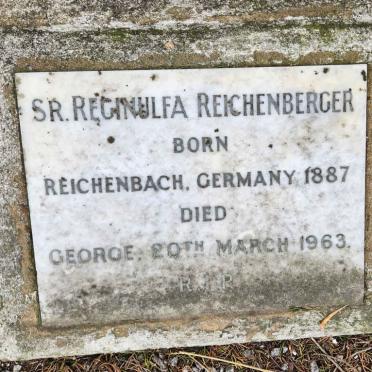 SR. REGINULFA REICHENBERGER
BORN
REICHENBACH, GERMANY 1887
DIED
GEORGE, 20TH MARCH 1963.
R.I.P.